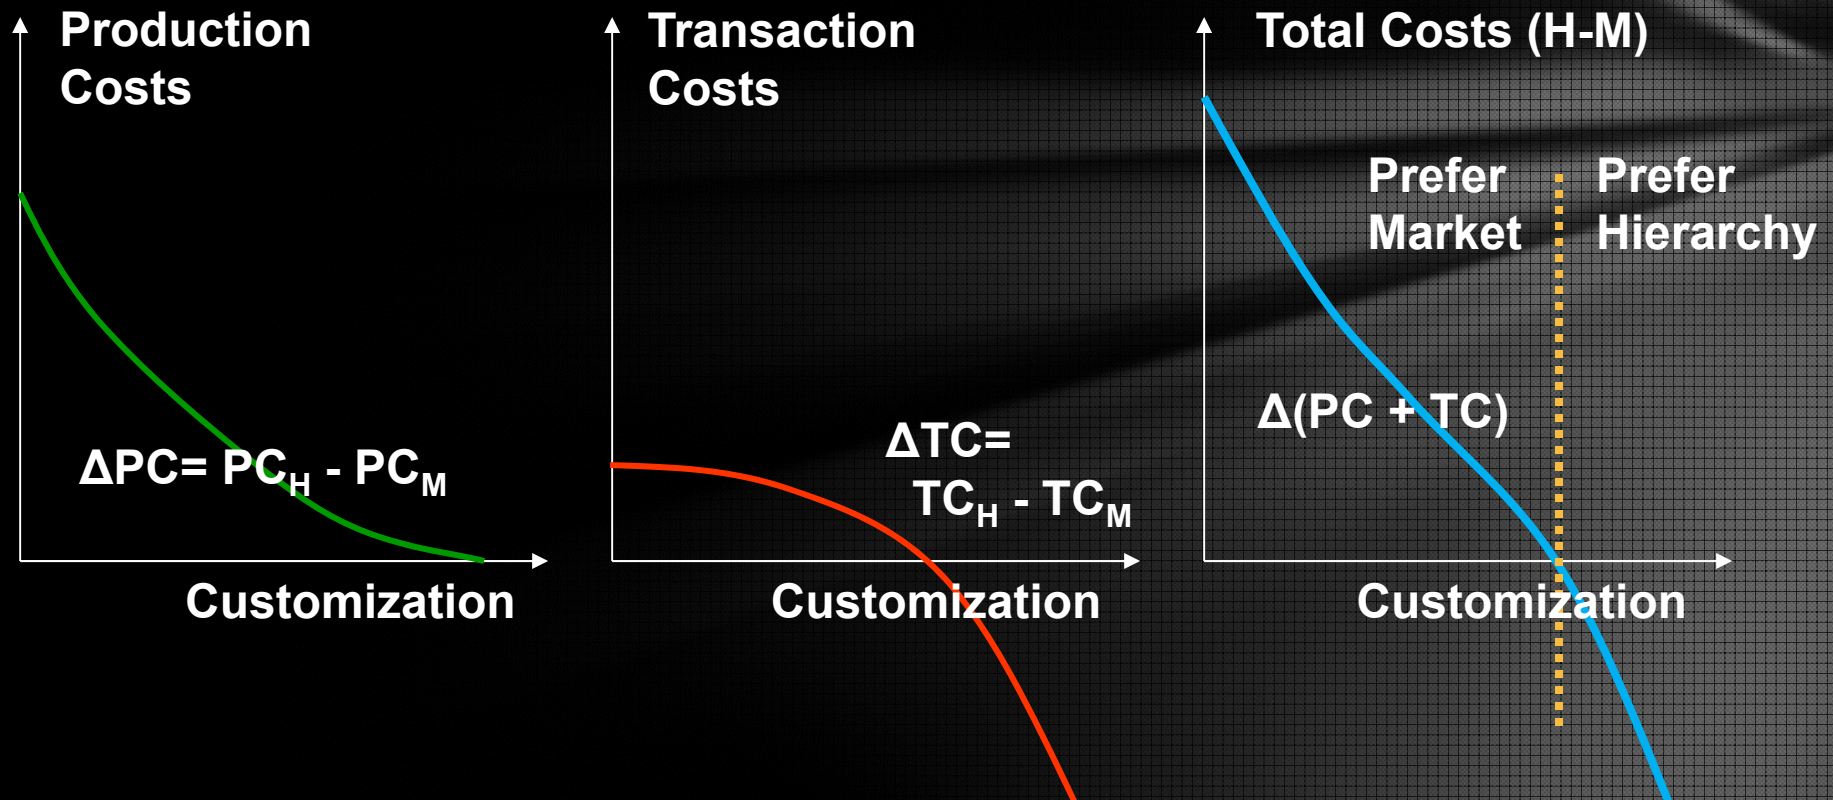 Production
Costs
ΔPC= PCH - PCM
Customization
Transaction
Costs
ΔTC=
TCH - TCM
Customization
Total Costs (H-M)
Prefer
Market
Prefer
Hierarchy
Δ(PC + TC)
Customization